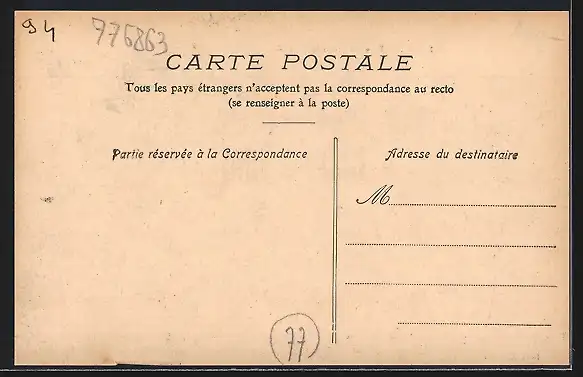 94
776863
CARTE POSTALE
Tous les pays étrangers n'acceptent pas la correspondance au recto
(se renseigner à la poste)
Partie réservée à la Correspondance
Adresse du destinataire
M
77